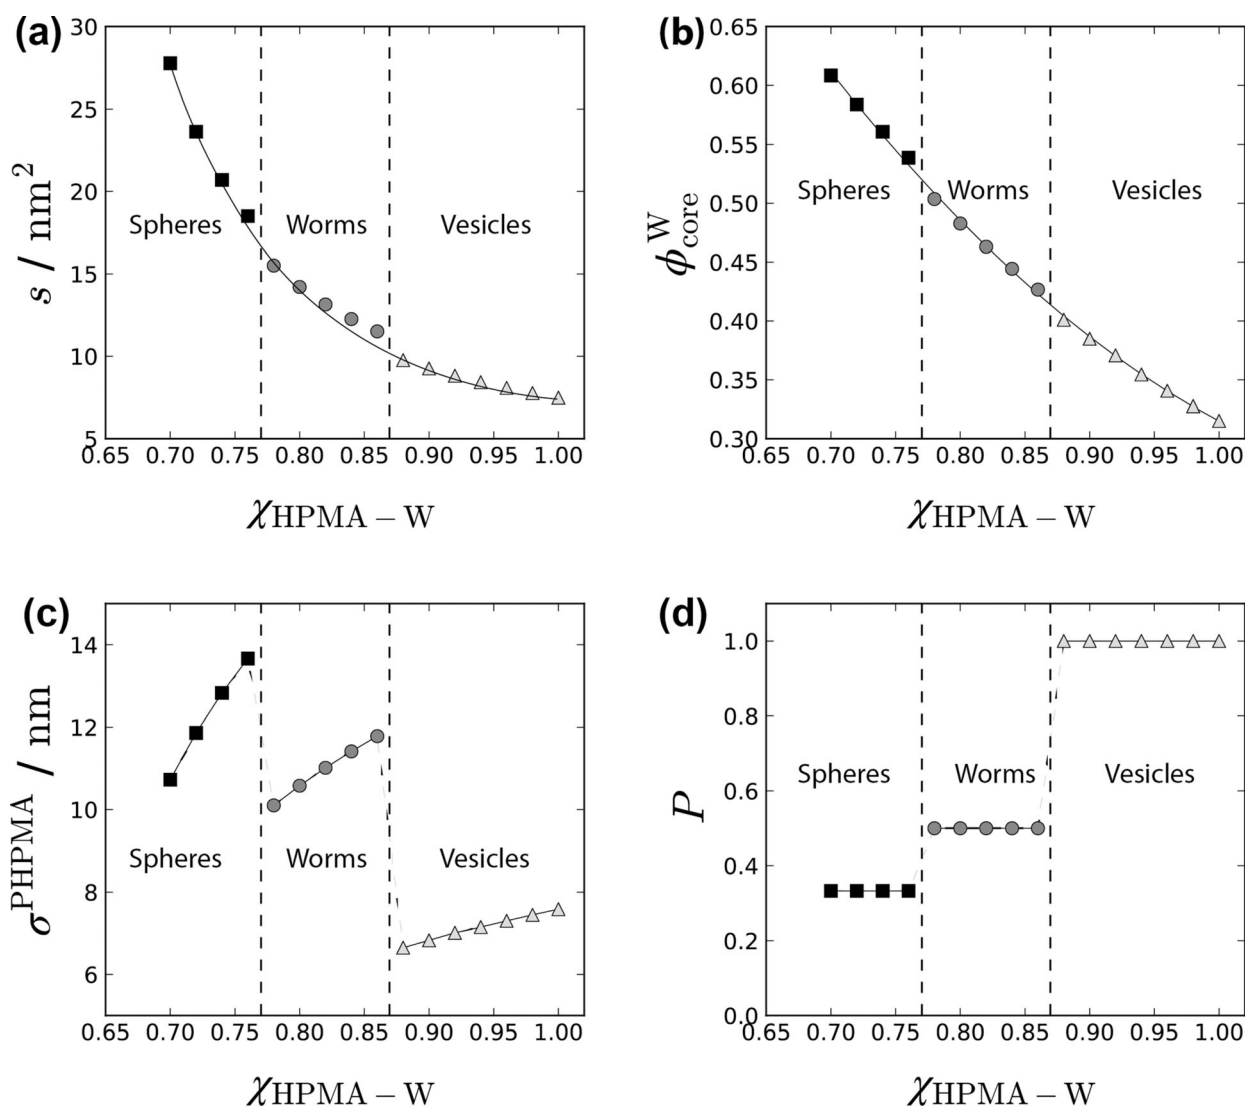 (a)
30
25
20
15
10
5
s / nm²
Spheres Worms Vesicles
0.65 0.70 0.75 0.80 0.85 0.90 0.95 1.00
χHPMA – W
(b)
0.65
0.60
0.55
0.50
0.45
0.40
0.35
0.30
ϕ W core
Spheres Worms Vesicles
0.65 0.70 0.75 0.80 0.85 0.90 0.95 1.00
χHPMA – W
(c)
14
12
10
8
6
σ PHPMA / nm
Spheres Worms Vesicles
0.65 0.70 0.75 0.80 0.85 0.90 0.95 1.00
χHPMA – W
(d)
1.0
0.8
0.6
0.4
0.2
0.0
P
Spheres Worms Vesicles
0.65 0.70 0.75 0.80 0.85 0.90 0.95 1.00
χHPMA – W